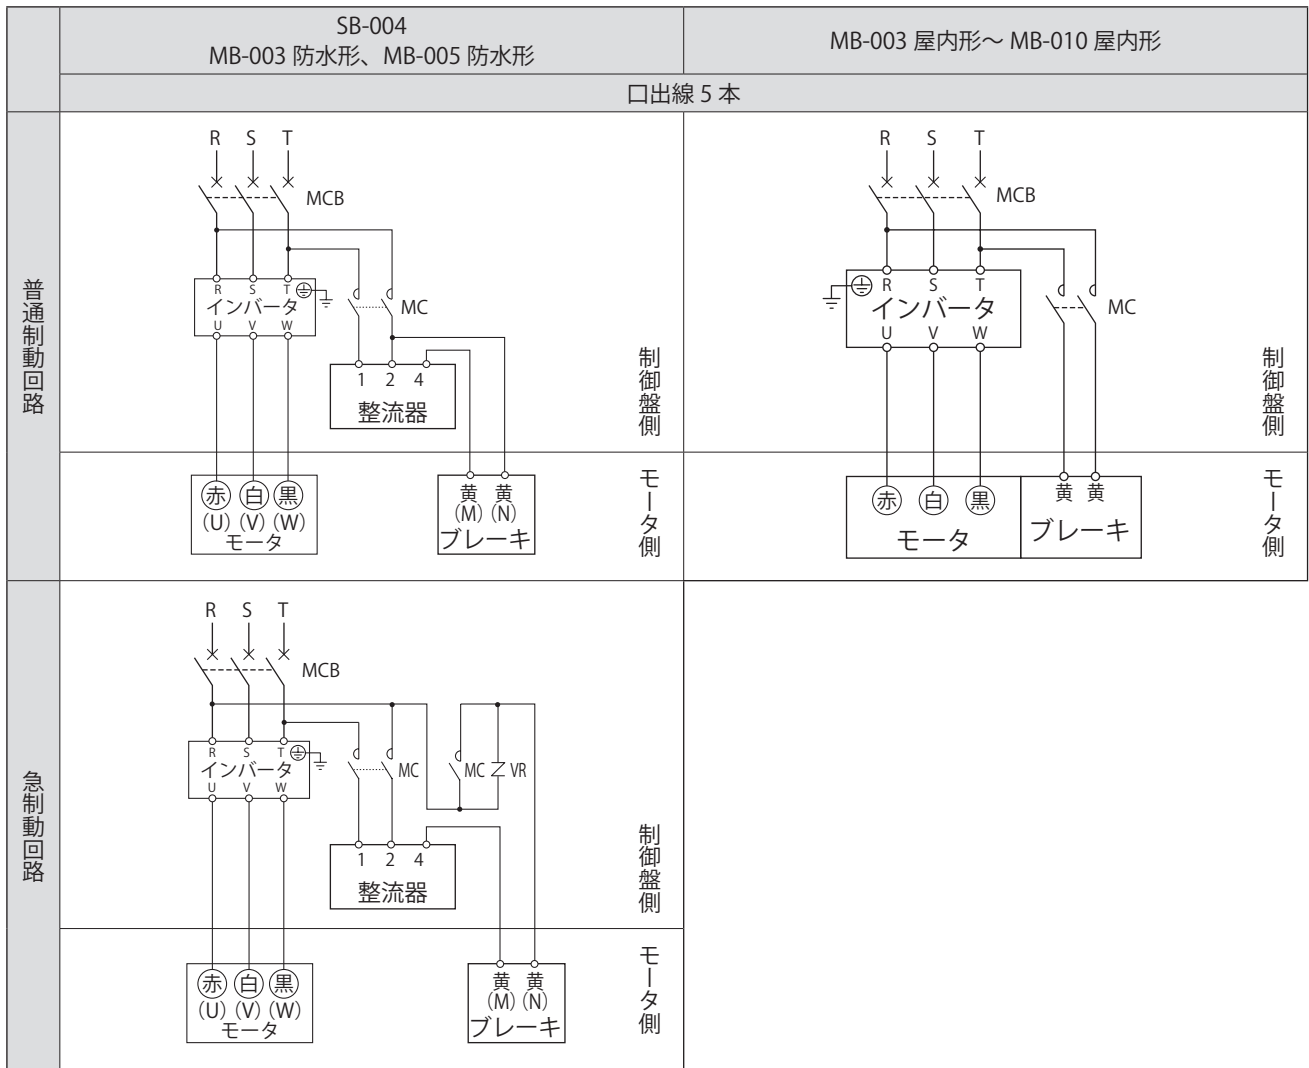 SB-004
MB-003 防水形、MB-005 防水形
MB-003 屋内形～ MB-010 屋内形
口出線 5 本
普通制動回路
R S T
MCB
R S T
インバータ
U V W
MC
1 2 4
整流器
制御盤側
赤 白 黒
(U) (V) (W)
モータ
黄 黄
(M) (N)
ブレーキ
モータ側
R S T
MCB
R S T
インバータ
U V W
MC
制御盤側
赤 白 黒
モータ
黄 黄
ブレーキ
モータ側
急制動回路
R S T
MCB
R S T
インバータ
U V W
MC
MC
VR
1 2 4
整流器
制御盤側
赤 白 黒
(U) (V) (W)
モータ
黄 黄
(M) (N)
ブレーキ
モータ側